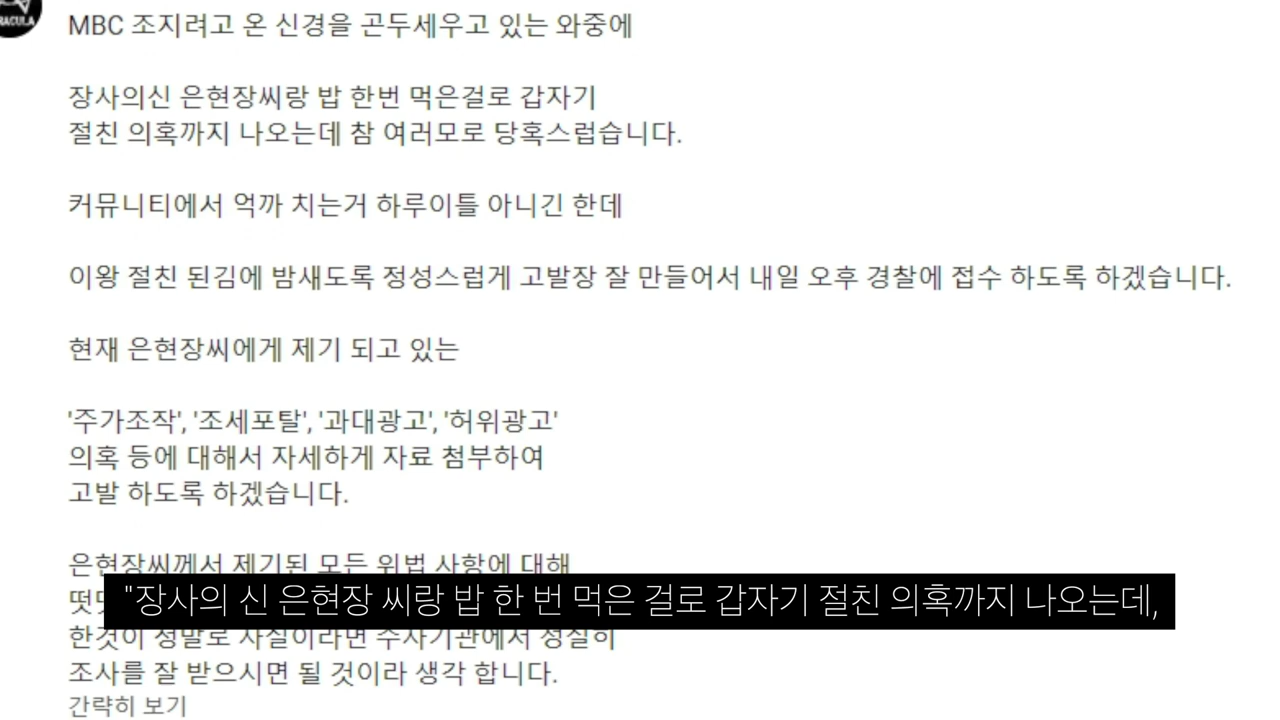 RACULA
MBC 조지려고 온 신경을 곤두세우고 있는 와중에
장사의신 은현장씨랑 밥 한번 먹은걸로 갑자기
절친 의혹까지 나오는데 참 여러모로 당혹스럽습니다.
커뮤니티에서 억까 치는거 하루이틀 아니긴 한데
이왕 절친 된김에 밤새도록 정성스럽게 고발장 잘 만들어서 내일 오후 경찰에 접수 하도록 하겠습니다.
현재 은현장씨에게 제기 되고 있는
'주가조작', '조세포탈', '과대광고', '허위광고'
의혹 등에 대해서 자세하게 자료 첨부하여
고발 하도록 하겠습니다.
은현장씨께서 제기된 모든 위법 사항에 대해
"장사의 신 은현장 씨랑 밥 한 번 먹은 걸로 갑자기 절친 의혹까지 나오는데,
한것이 정말로 사실이라면 수사기관에서 성실히
조사를 잘 받으시면 될 것이라 생각 합니다.
간략히 보기